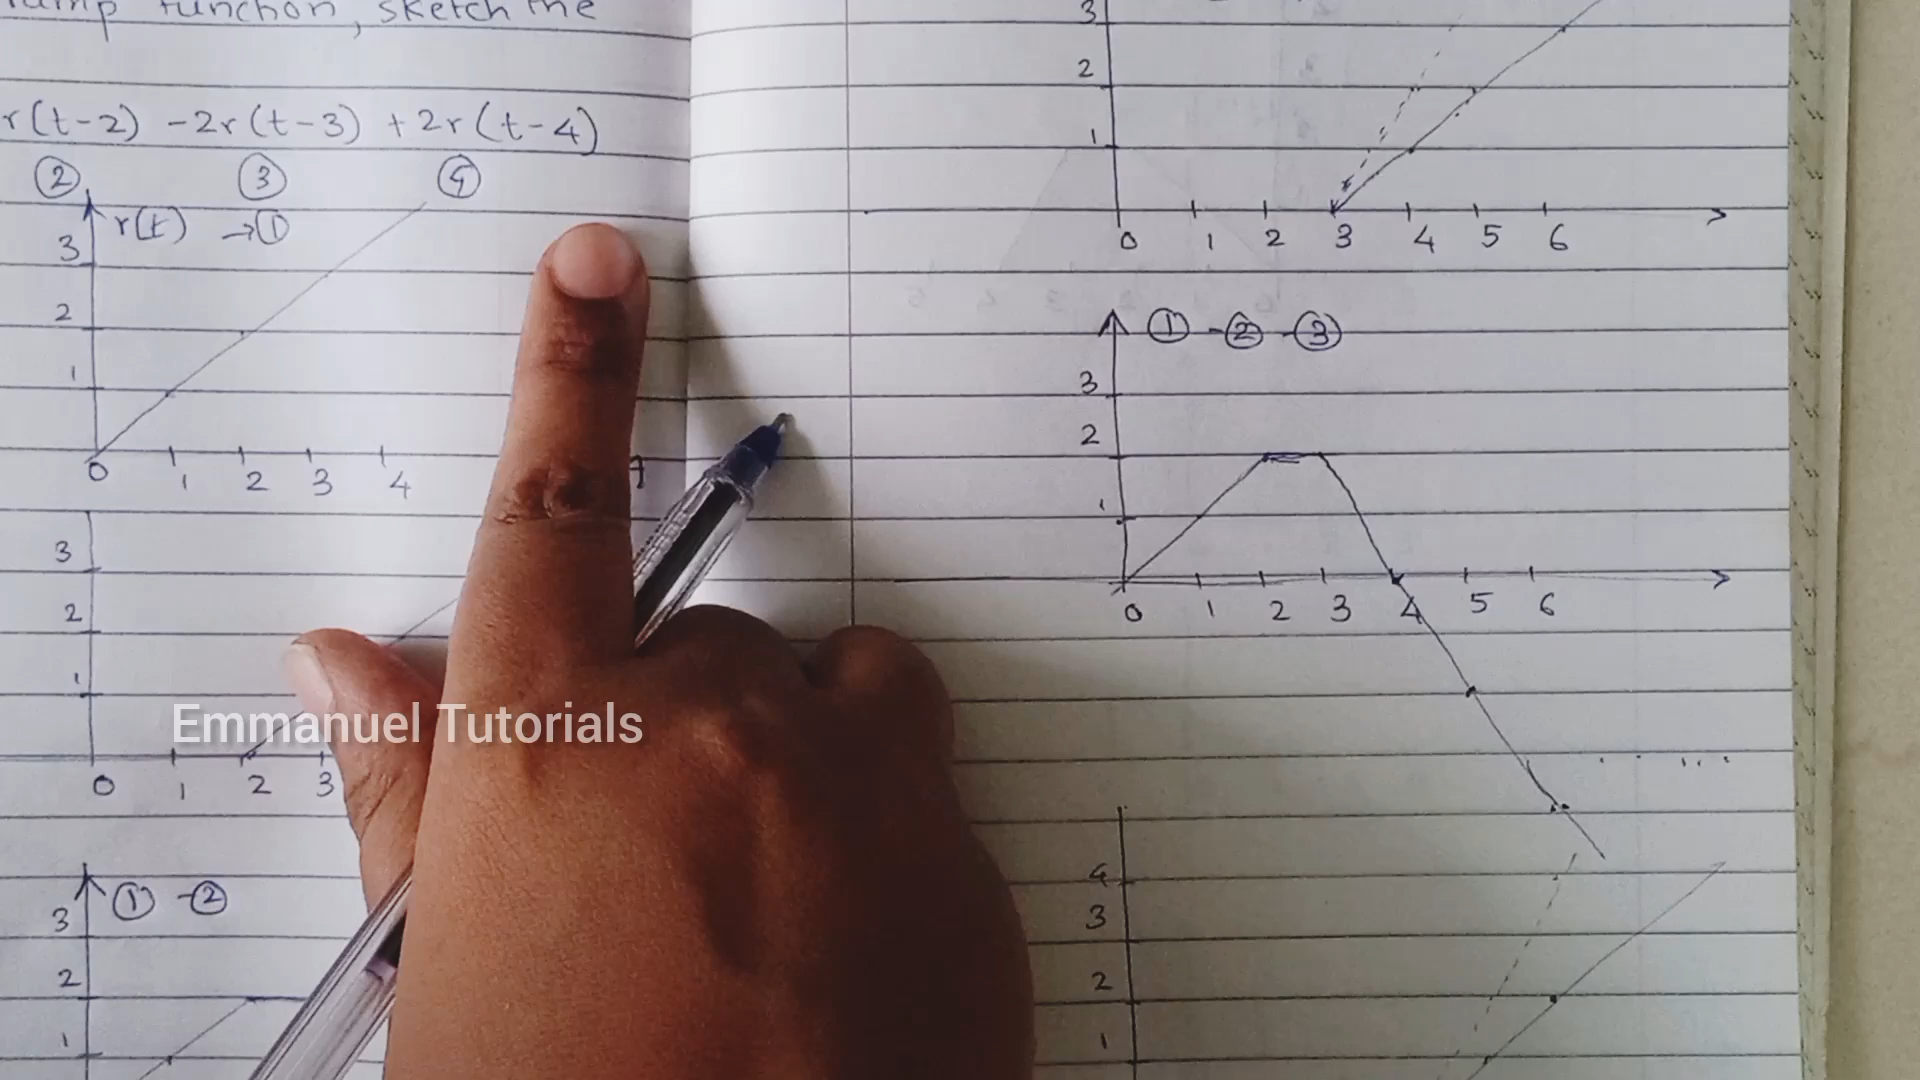 function, sketch the
r(t-2) -2r(t-3) +2r(t-4)
② ③ ④
r(t) →①
3
2
1
0 1 2 3 4
3
2
1
0 1 2 3
① -②
3
2
1
3
2
1
0 1 2 3 4 5 6
① -② -③
3
2
1
0 1 2 3 4 5 6
4
3
2
1
Emmanuel Tutorials